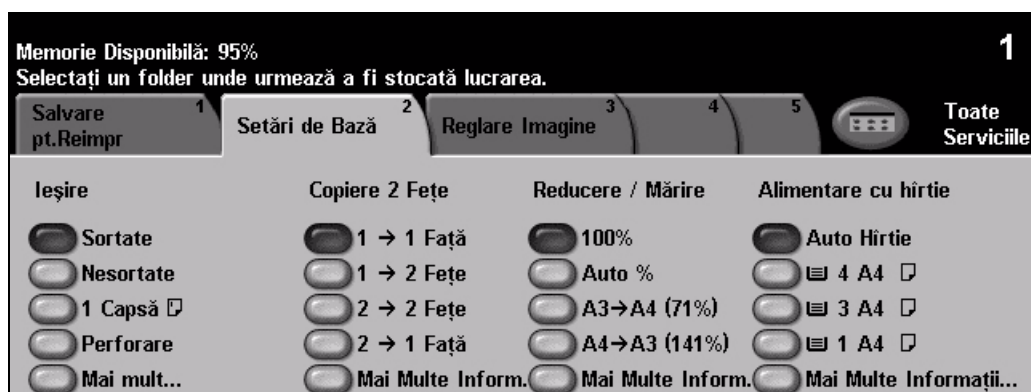 1
Memorie Disponibilă: 95%
Selectați un folder unde urmează a fi stocată lucrarea.
Salvare pt.Reimpr 1
Setări de Bază 2
Reglare Imagine 3
4
5
Toate Serviciile
Ieșire
Sortate
Nesortate
1 Capsă
Perforare
Mai mult...
Copiere 2 Fețe
1 → 1 Față
1 → 2 Fețe
2 → 2 Fețe
2 → 1 Față
Mai Multe Inform.
Reducere / Mărire
100%
Auto %
A3→A4 (71%)
A4→A3 (141%)
Mai Multe Inform.
Alimentare cu hîrtie
Auto Hîrtie
4 A4
3 A4
1 A4
Mai Multe Informații...